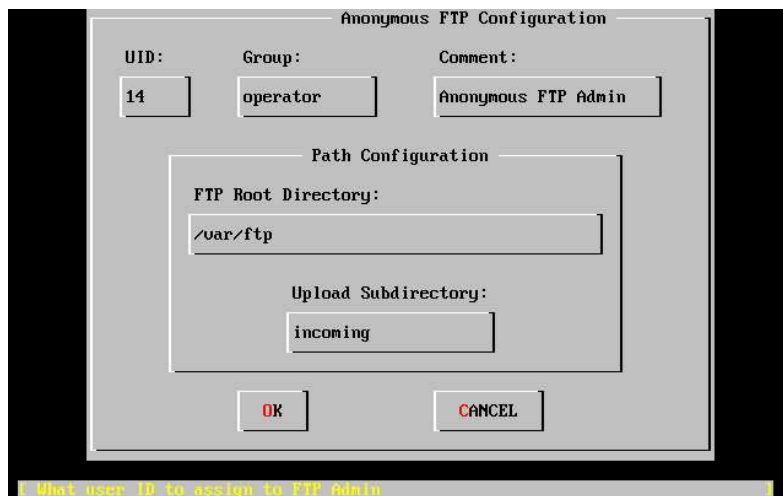 Anonymous FTP Configuration
UID: Group: Comment:
14 operator Anonymous FTP Admin
Path Configuration
FTP Root Directory:
/var/ftp
Upload Subdirectory:
incoming
OK CANCEL
[ What user ID to assign to FTP Admin ]